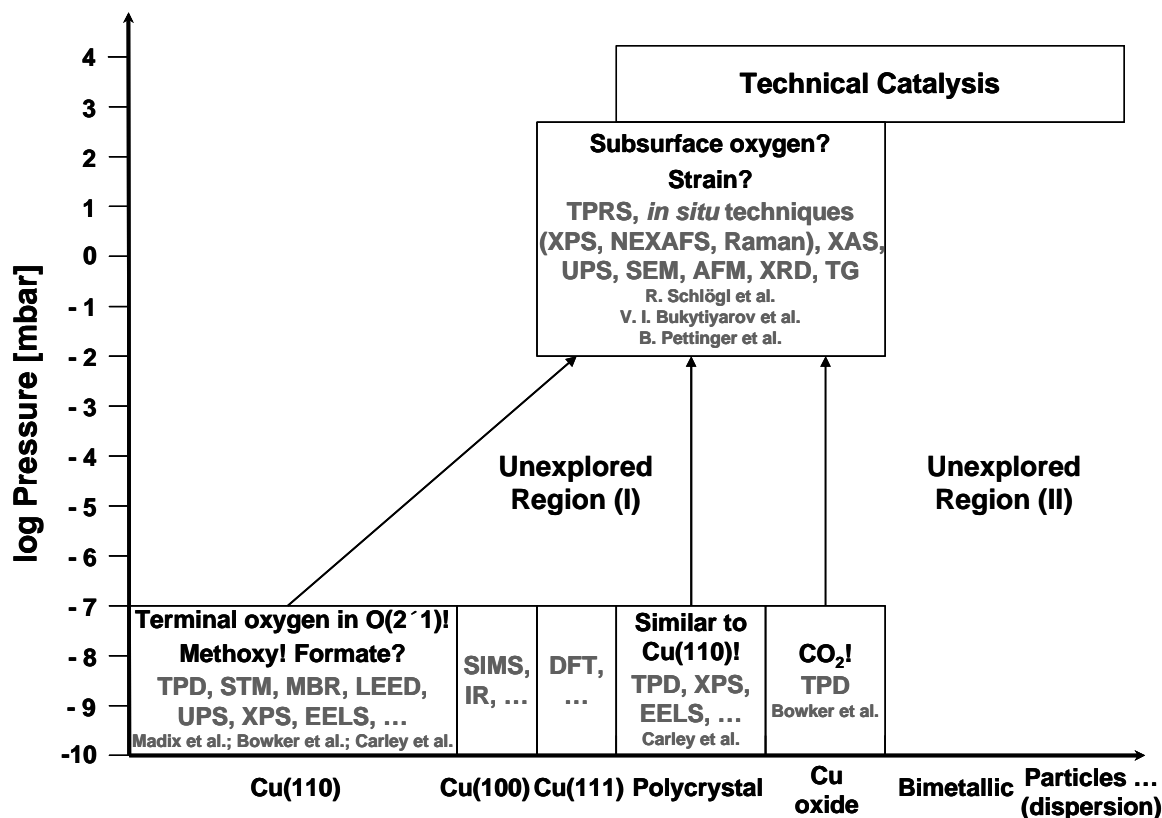 log Pressure [mbar]
4
3
2
1
0
- 1
- 2
- 3
- 4
- 5
- 6
- 7
- 8
- 9
-10
Technical Catalysis
Subsurface oxygen?
Strain?
TPRS, in situ techniques
(XPS, NEXAFS, Raman), XAS,
UPS, SEM, AFM, XRD, TG
R. Schlögl et al.
V. I. Bukytiyarov et al.
B. Pettinger et al.
Unexplored
Region (I)
Unexplored
Region (II)
Terminal oxygen in O(2´1)!
Methoxy! Formate?
TPD, STM, MBR, LEED,
UPS, XPS, EELS, …
Madix et al.; Bowker et al.; Carley et al.
SIMS,
IR, …
DFT,
…
Similar to
Cu(110)!
TPD, XPS,
EELS, …
Carley et al.
CO₂!
TPD
Bowker et al.
Cu(110)
Cu(100)
Cu(111)
Polycrystal
Cu
oxide
Bimetallic
Particles …
(dispersion)